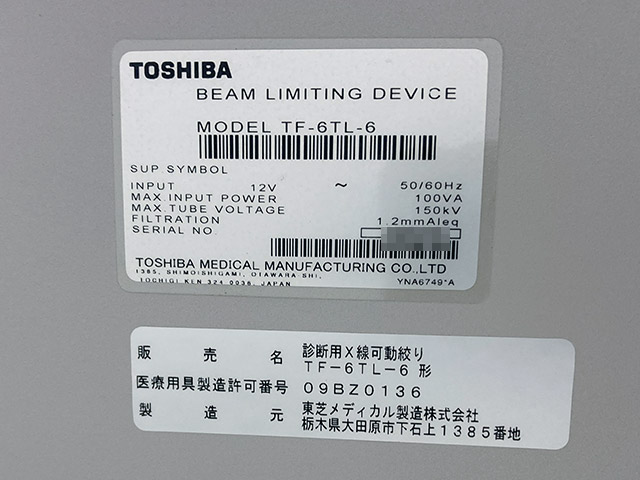 TOSHIBA
BEAM LIMITING DEVICE
MODEL TF-6TL-6
SUP SYMBOL
INPUT 12V ~ 50/60Hz
MAX.INPUT POWER 100VA
MAX.TUBE VOLTAGE 150kV
FILTRATION 1.2mmAleq
SERIAL NO.
TOSHIBA MEDICAL MANUFACTURING CO.,LTD
1385, SHIMOISHIGAMI, OTAWARA-SHI,
TOCHIGI KEN 324 0036, JAPAN YNA6749*A
販売名 診断用X線可動絞り
TF-6TL-6 形
医療用具製造許可番号 09BZ0136
製造元 東芝メディカル製造株式会社
栃木県大田原市下石上1385番地